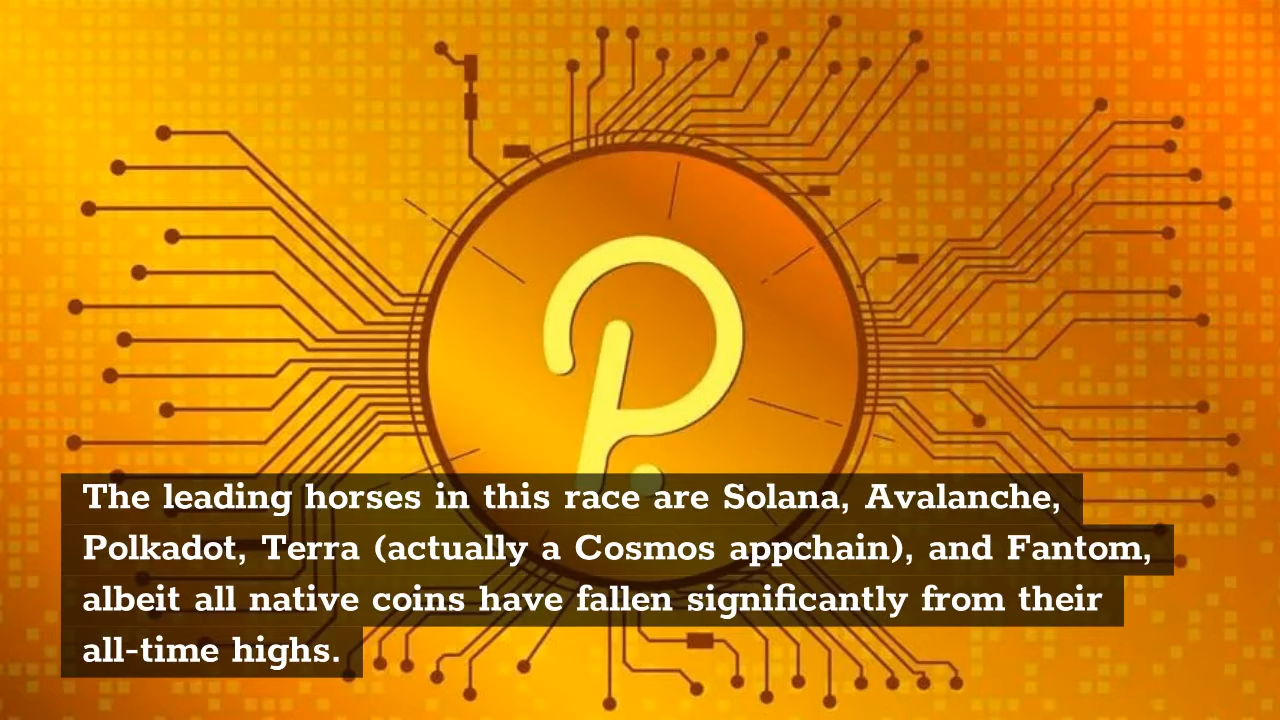 The leading horses in this race are Solana, Avalanche,
Polkadot, Terra (actually a Cosmos appchain), and Fantom,
albeit all native coins have fallen significantly from their
all-time highs.